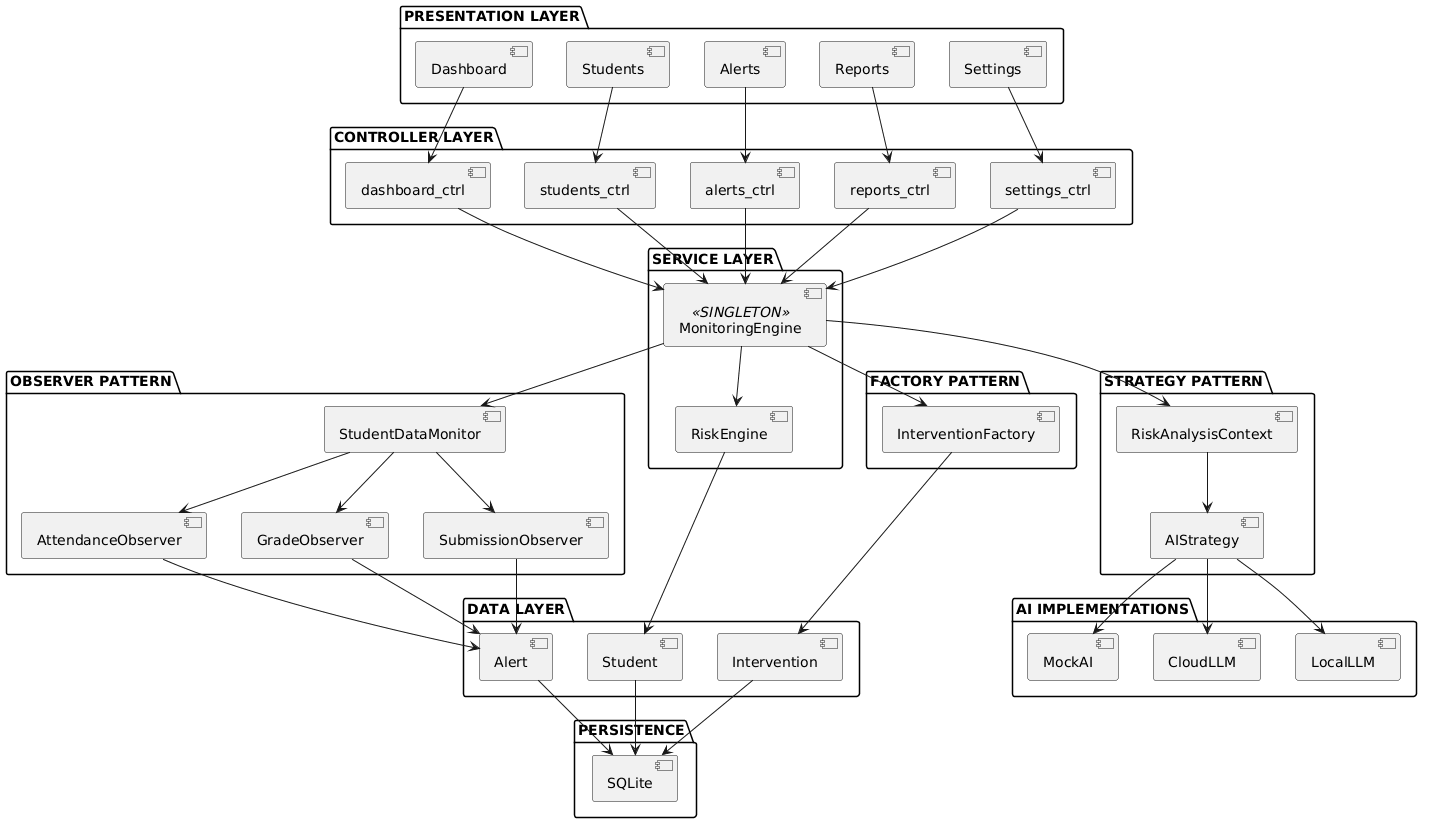 PRESENTATION LAYER
Dashboard
Students
Alerts
Reports
Settings
CONTROLLER LAYER
dashboard_ctrl
students_ctrl
alerts_ctrl
reports_ctrl
settings_ctrl
SERVICE LAYER
«SINGLETON»
MonitoringEngine
OBSERVER PATTERN
FACTORY PATTERN
STRATEGY PATTERN
StudentDataMonitor
RiskEngine
InterventionFactory
RiskAnalysisContext
AttendanceObserver
GradeObserver
SubmissionObserver
AIStrategy
DATA LAYER
AI IMPLEMENTATIONS
Alert
Student
Intervention
MockAI
CloudLLM
LocalLLM
PERSISTENCE
SQLite